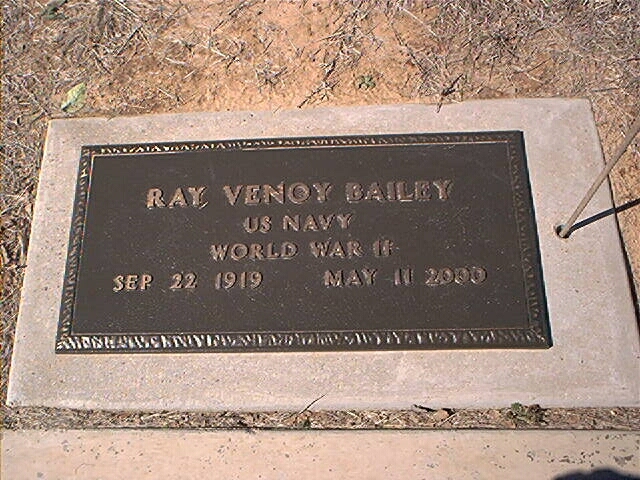 RAY VENOY BAILEY
US NAVY
WORLD WAR II
SEP 22 1919 MAY 11 2000